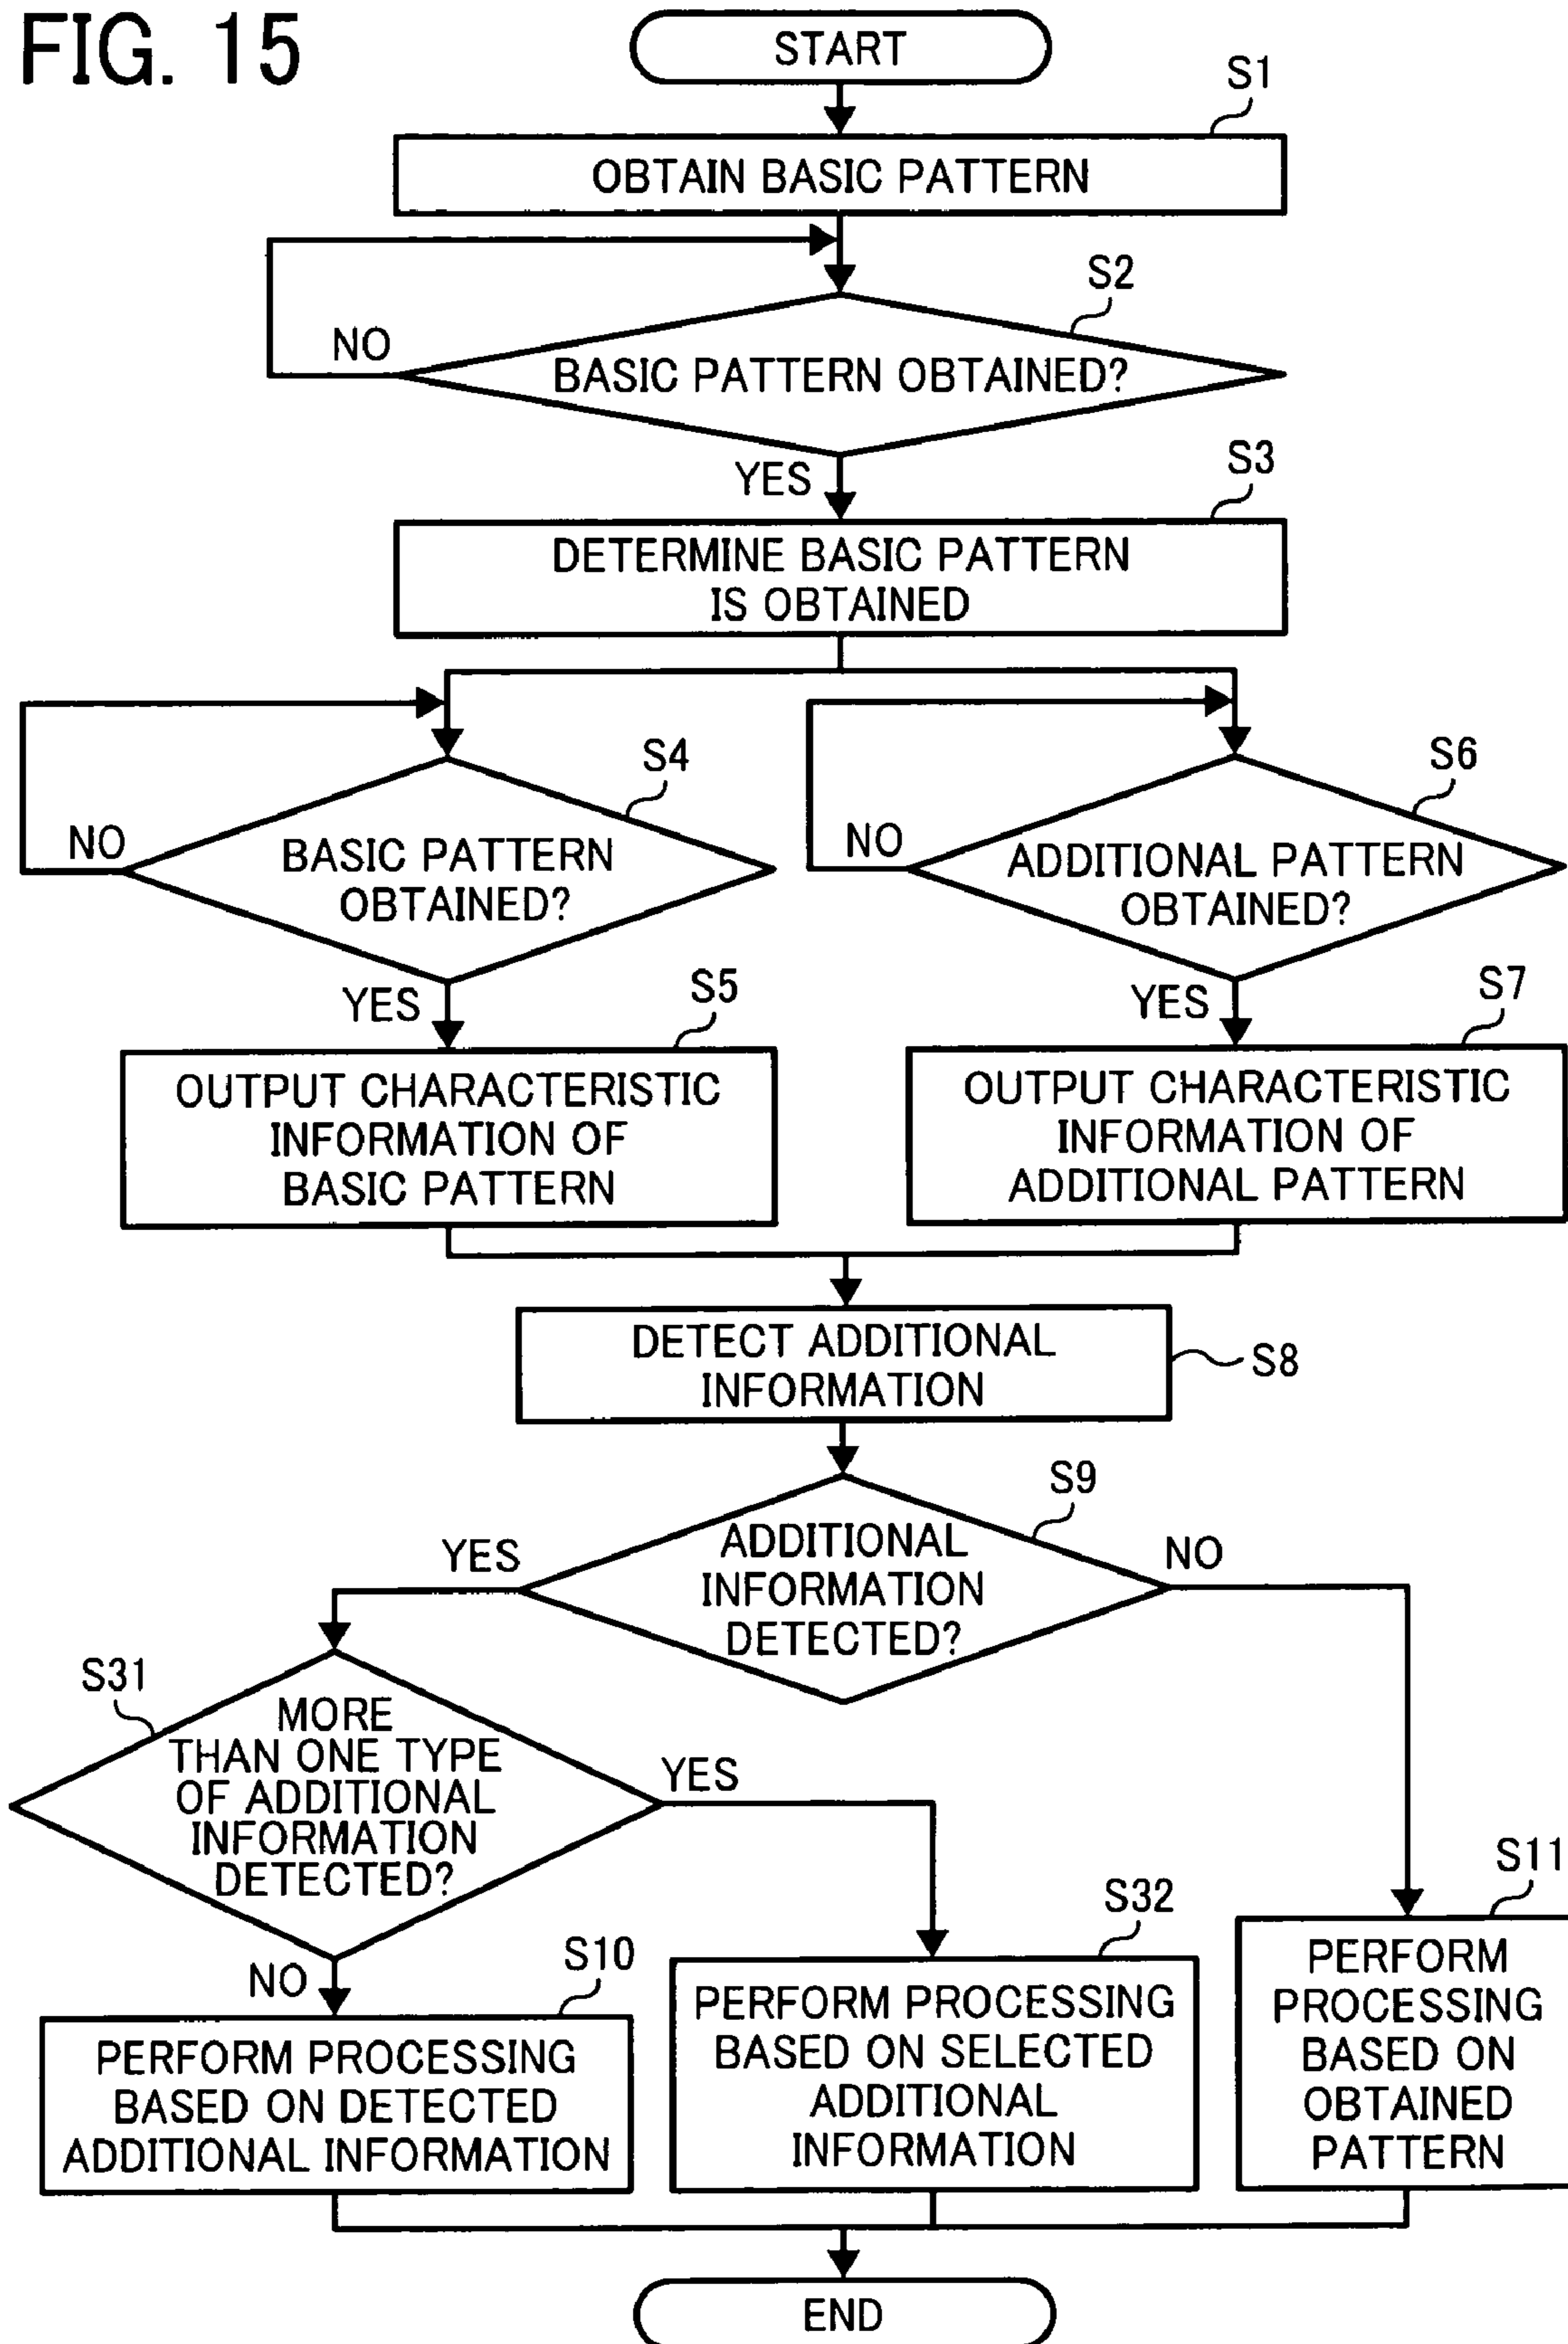 FIG. 15
START
S1
OBTAIN BASIC PATTERN
S2
NO
BASIC PATTERN OBTAINED?
YES
S3
DETERMINE BASIC PATTERN
IS OBTAINED
S4
NO
BASIC PATTERN
OBTAINED?
YES
S6
NO
ADDITIONAL PATTERN
OBTAINED?
YES
S5
OUTPUT CHARACTERISTIC
INFORMATION OF
BASIC PATTERN
S7
OUTPUT CHARACTERISTIC
INFORMATION OF
ADDITIONAL PATTERN
DETECT ADDITIONAL
INFORMATION
S8
S9
YES
ADDITIONAL
INFORMATION
DETECTED?
NO
S31
MORE
THAN ONE TYPE
OF ADDITIONAL
INFORMATION
DETECTED?
YES
NO
S10
PERFORM PROCESSING
BASED ON DETECTED
ADDITIONAL INFORMATION
S32
PERFORM PROCESSING
BASED ON SELECTED
ADDITIONAL
INFORMATION
S11
PERFORM
PROCESSING
BASED ON
OBTAINED
PATTERN
END